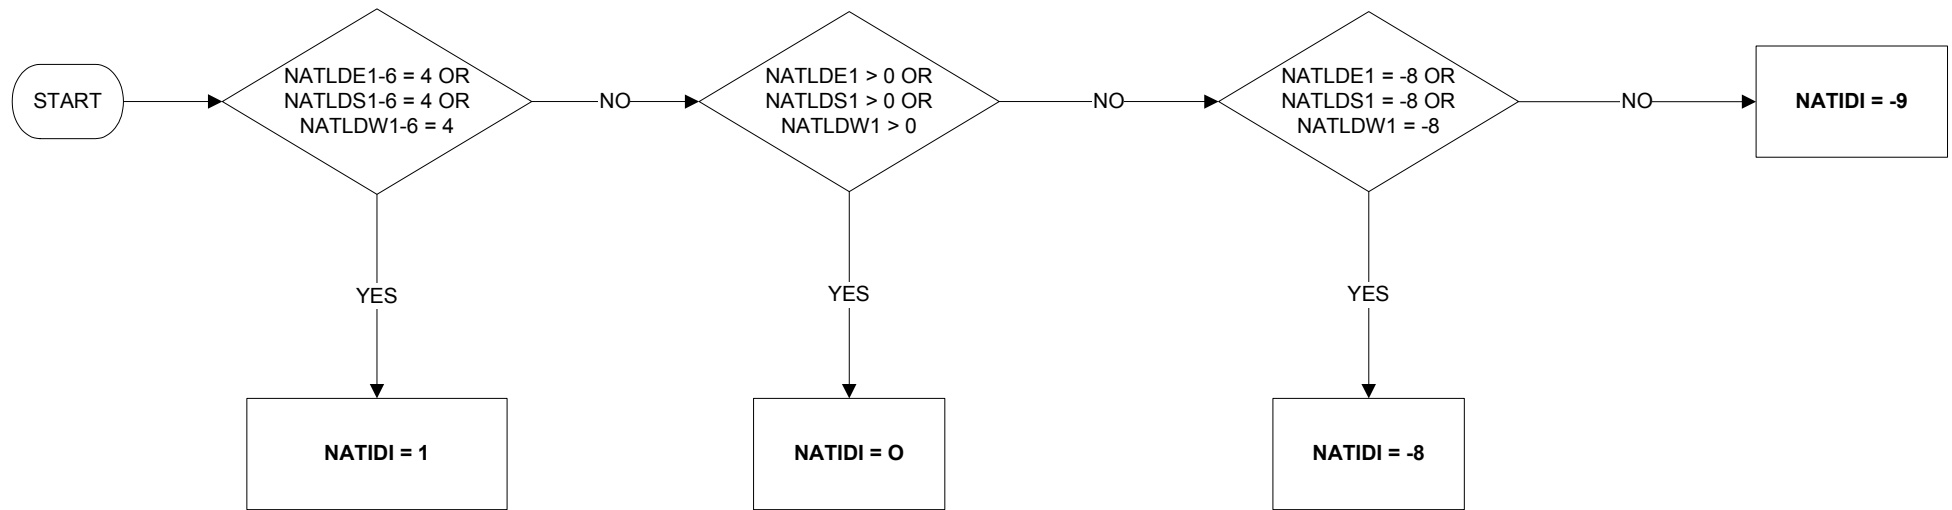 START
NATLDE1-6 = 4 OR
NATLDS1-6 = 4 OR
NATLDW1-6 = 4
NO
NATLDE1 > 0 OR
NATLDS1 > 0 OR
NATLDW1 > 0
NO
NATLDE1 = -8 OR
NATLDS1 = -8 OR
NATLDW1 = -8
NO
NATIDI = -9
YES
YES
YES
NATIDI = 1
NATIDI = O
NATIDI = -8